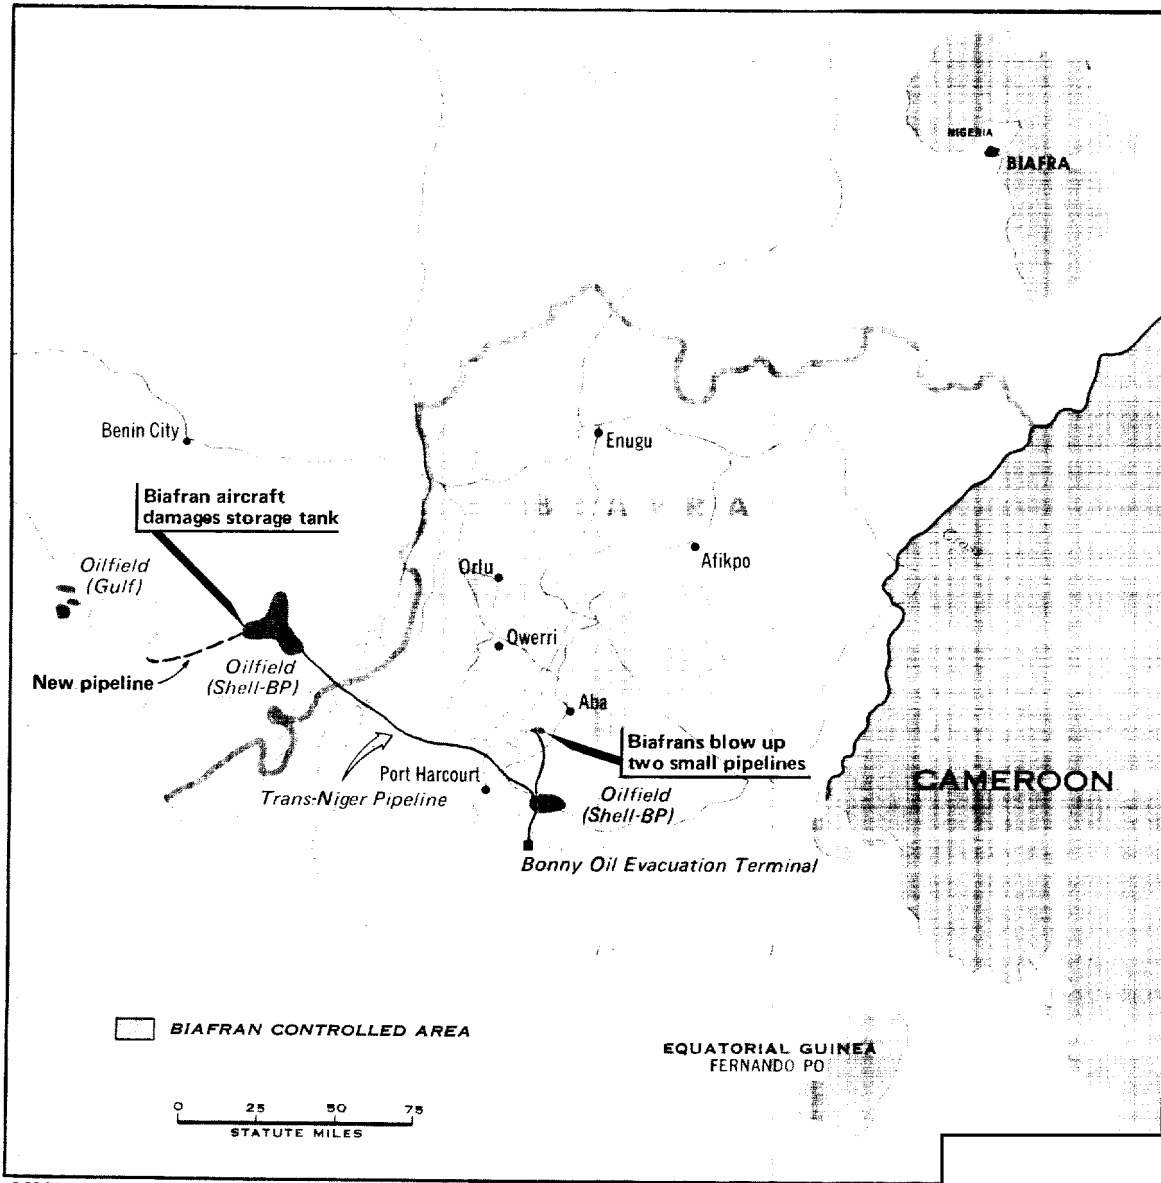 NIGERIA
BIAFRA
Benin City
Enugu
Biafran aircraft
damages storage tank
BIAFRA
Oilfield
(Gulf)
Orlu
Afikpo
Owerri
New pipeline
Oilfield
(Shell-BP)
Aba
Biafrans blow up
two small pipelines
Port Harcourt
CAMEROON
Trans-Niger Pipeline
Oilfield
(Shell-BP)
Bonny Oil Evacuation Terminal
BIAFRAN CONTROLLED AREA
EQUATORIAL GUINEA
FERNANDO PO
0 25 50 75
STATUTE MILES